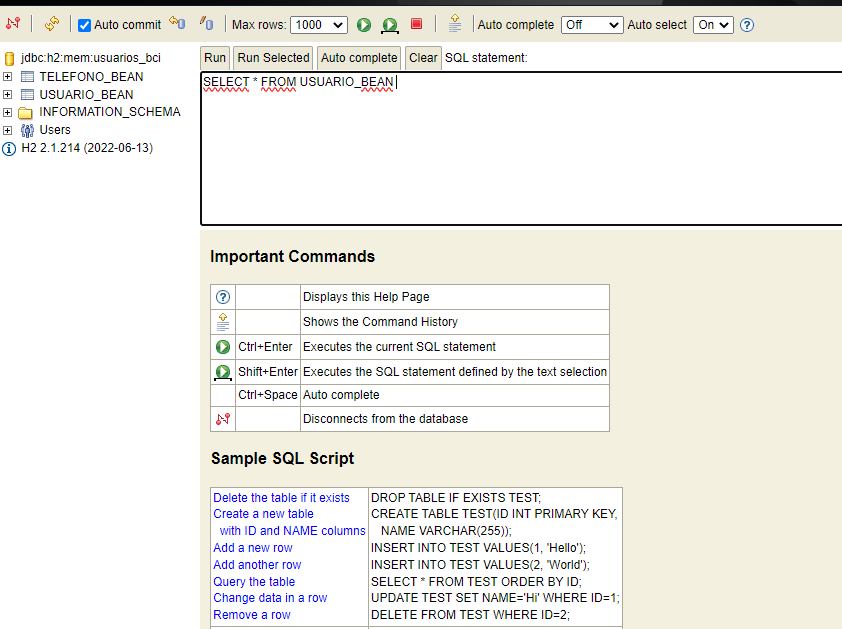 Auto commit Max rows: 1000 Auto complete Off Auto select On
jdbc:h2:mem:usuarios_bci
TELEFONO_BEAN
USUARIO_BEAN
INFORMATION_SCHEMA
Users
H2 2.1.214 (2022-06-13)
Run Run Selected Auto complete Clear SQL statement:
SELECT * FROM USUARIO_BEAN
Important Commands
Displays this Help Page
Shows the Command History
Ctrl+Enter Executes the current SQL statement
Shift+Enter Executes the SQL statement defined by the text selection
Ctrl+Space Auto complete
Disconnects from the database
Sample SQL Script
Delete the table if it exists DROP TABLE IF EXISTS TEST;
Create a new table CREATE TABLE TEST(ID INT PRIMARY KEY,
with ID and NAME columns NAME VARCHAR(255));
Add a new row INSERT INTO TEST VALUES(1, 'Hello');
Add another row INSERT INTO TEST VALUES(2, 'World');
Query the table SELECT * FROM TEST ORDER BY ID;
Change data in a row UPDATE TEST SET NAME='Hi' WHERE ID=1;
Remove a row DELETE FROM TEST WHERE ID=2;